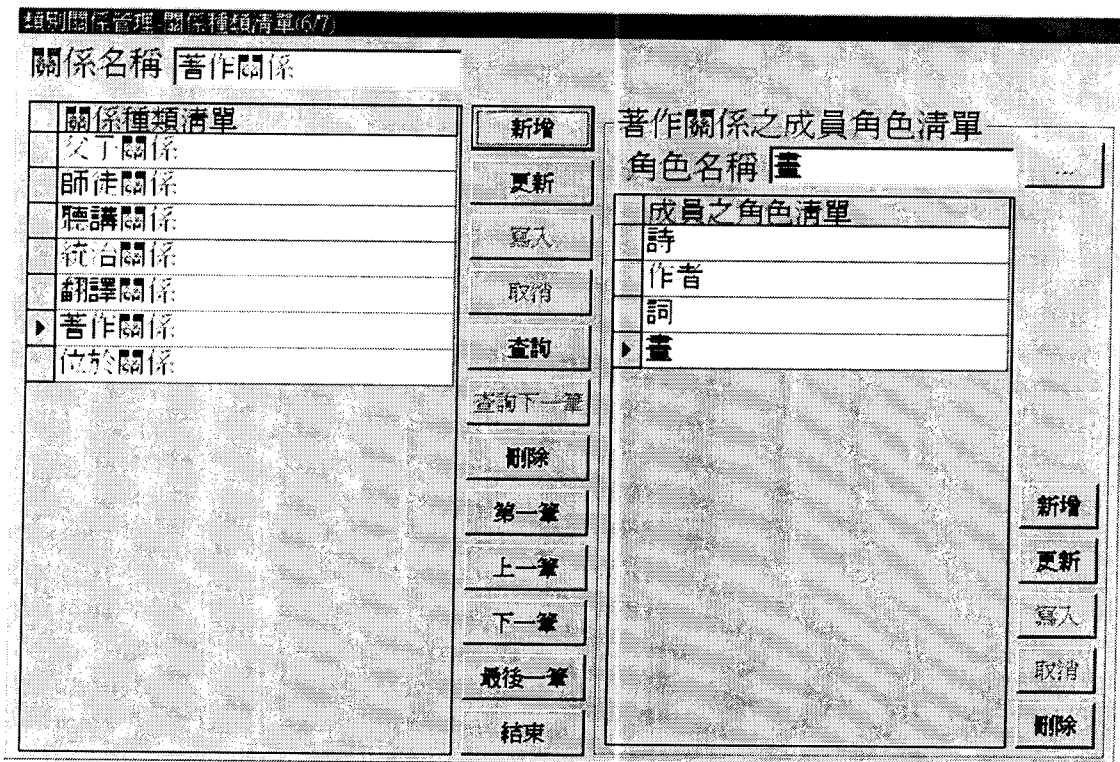 類別關係管理-關係種類清單(6/7)
關係名稱 著作關係
關係種類清單
父子關係
師徒關係
聽講關係
統治關係
翻譯關係
著作關係
位於關係
新增
更新
寫入
取消
查詢
查詢下一筆
刪除
第一筆
上一筆
下一筆
最後一筆
結束
著作關係之成員角色清單
角色名稱 畫 ...
成員之角色清單
詩
作者
詞
畫
新增
更新
寫入
取消
刪除